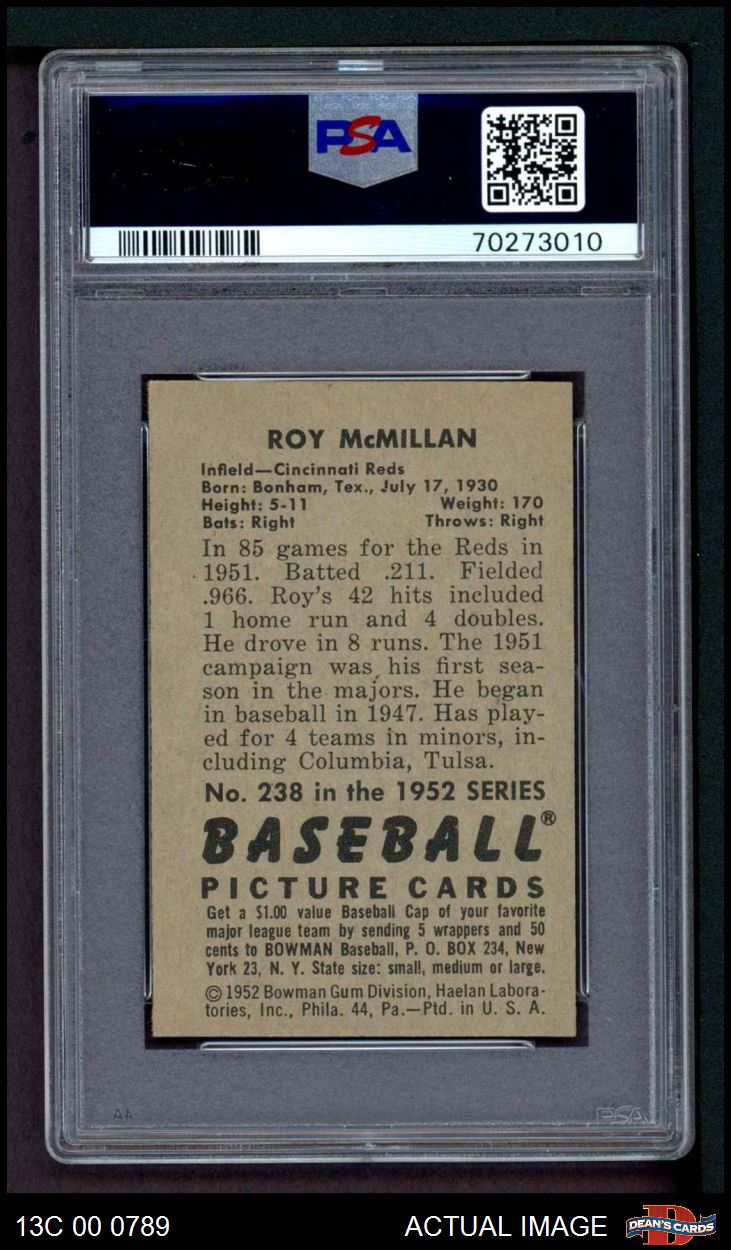 PSA
70273010
ROY McMILLAN
Infield—Cincinnati Reds
Born: Bonham, Tex., July 17, 1930
Height: 5-11 Weight: 170
Bats: Right Throws: Right
In 85 games for the Reds in
1951. Batted .211. Fielded
.966. Roy's 42 hits included
1 home run and 4 doubles.
He drove in 8 runs. The 1951
campaign was his first sea-
son in the majors. He began
in baseball in 1947. Has play-
ed for 4 teams in minors, in-
cluding Columbia, Tulsa.
No. 238 in the 1952 SERIES
BASEBALL®
PICTURE CARDS
Get a $1.00 value Baseball Cap of your favorite
major league team by sending 5 wrappers and 50
cents to BOWMAN Baseball, P. O. BOX 234, New
York 23, N. Y. State size: small, medium or large.
© 1952 Bowman Gum Division, Haelan Labora-
tories, Inc., Phila. 44, Pa.—Ptd. in U. S. A.
AA PSA
13C 00 0789 ACTUAL IMAGE DEAN'S CARDS